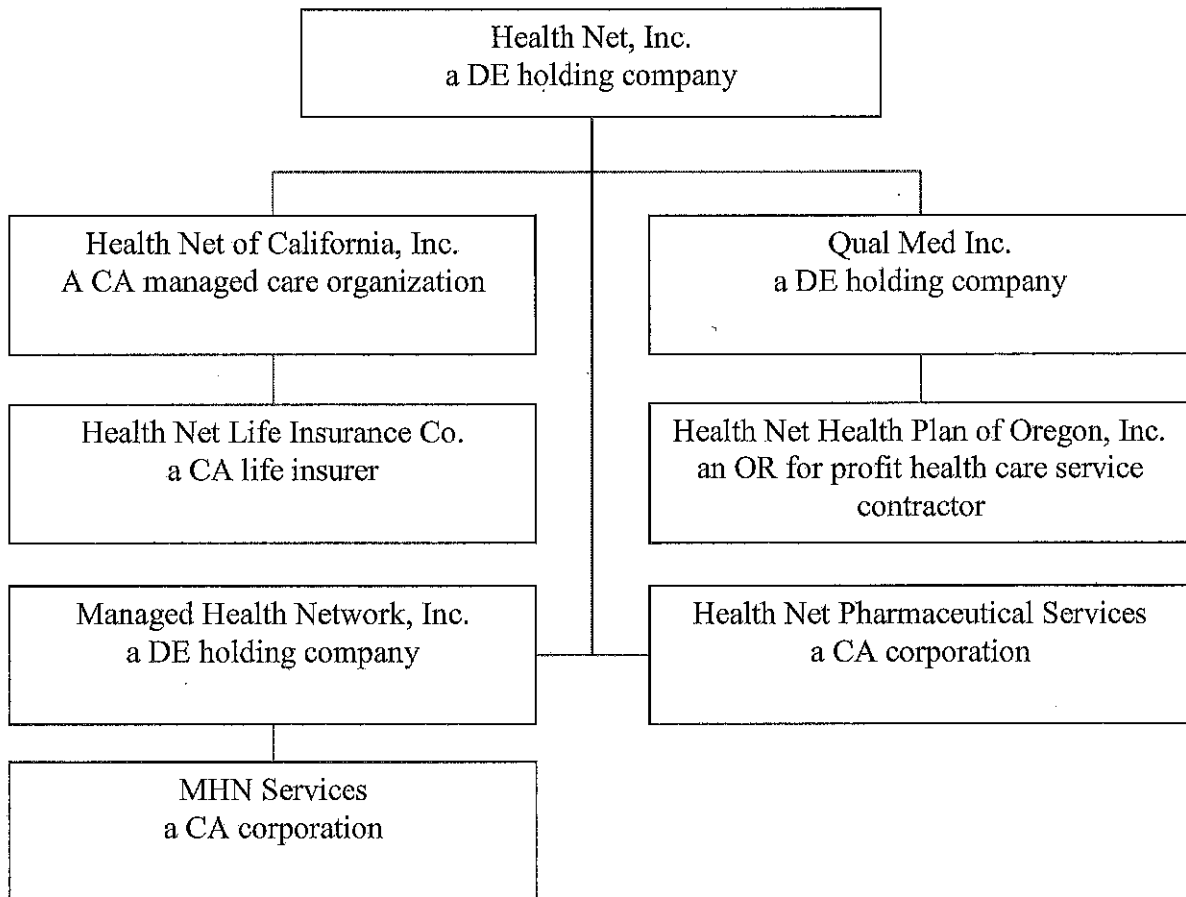 Health Net, Inc.
a DE holding company
Health Net of California, Inc.
A CA managed care organization
Qual Med Inc.
a DE holding company
Health Net Life Insurance Co.
a CA life insurer
Health Net Health Plan of Oregon, Inc.
an OR for profit health care service
contractor
Managed Health Network, Inc.
a DE holding company
Health Net Pharmaceutical Services
a CA corporation
MHN Services
a CA corporation